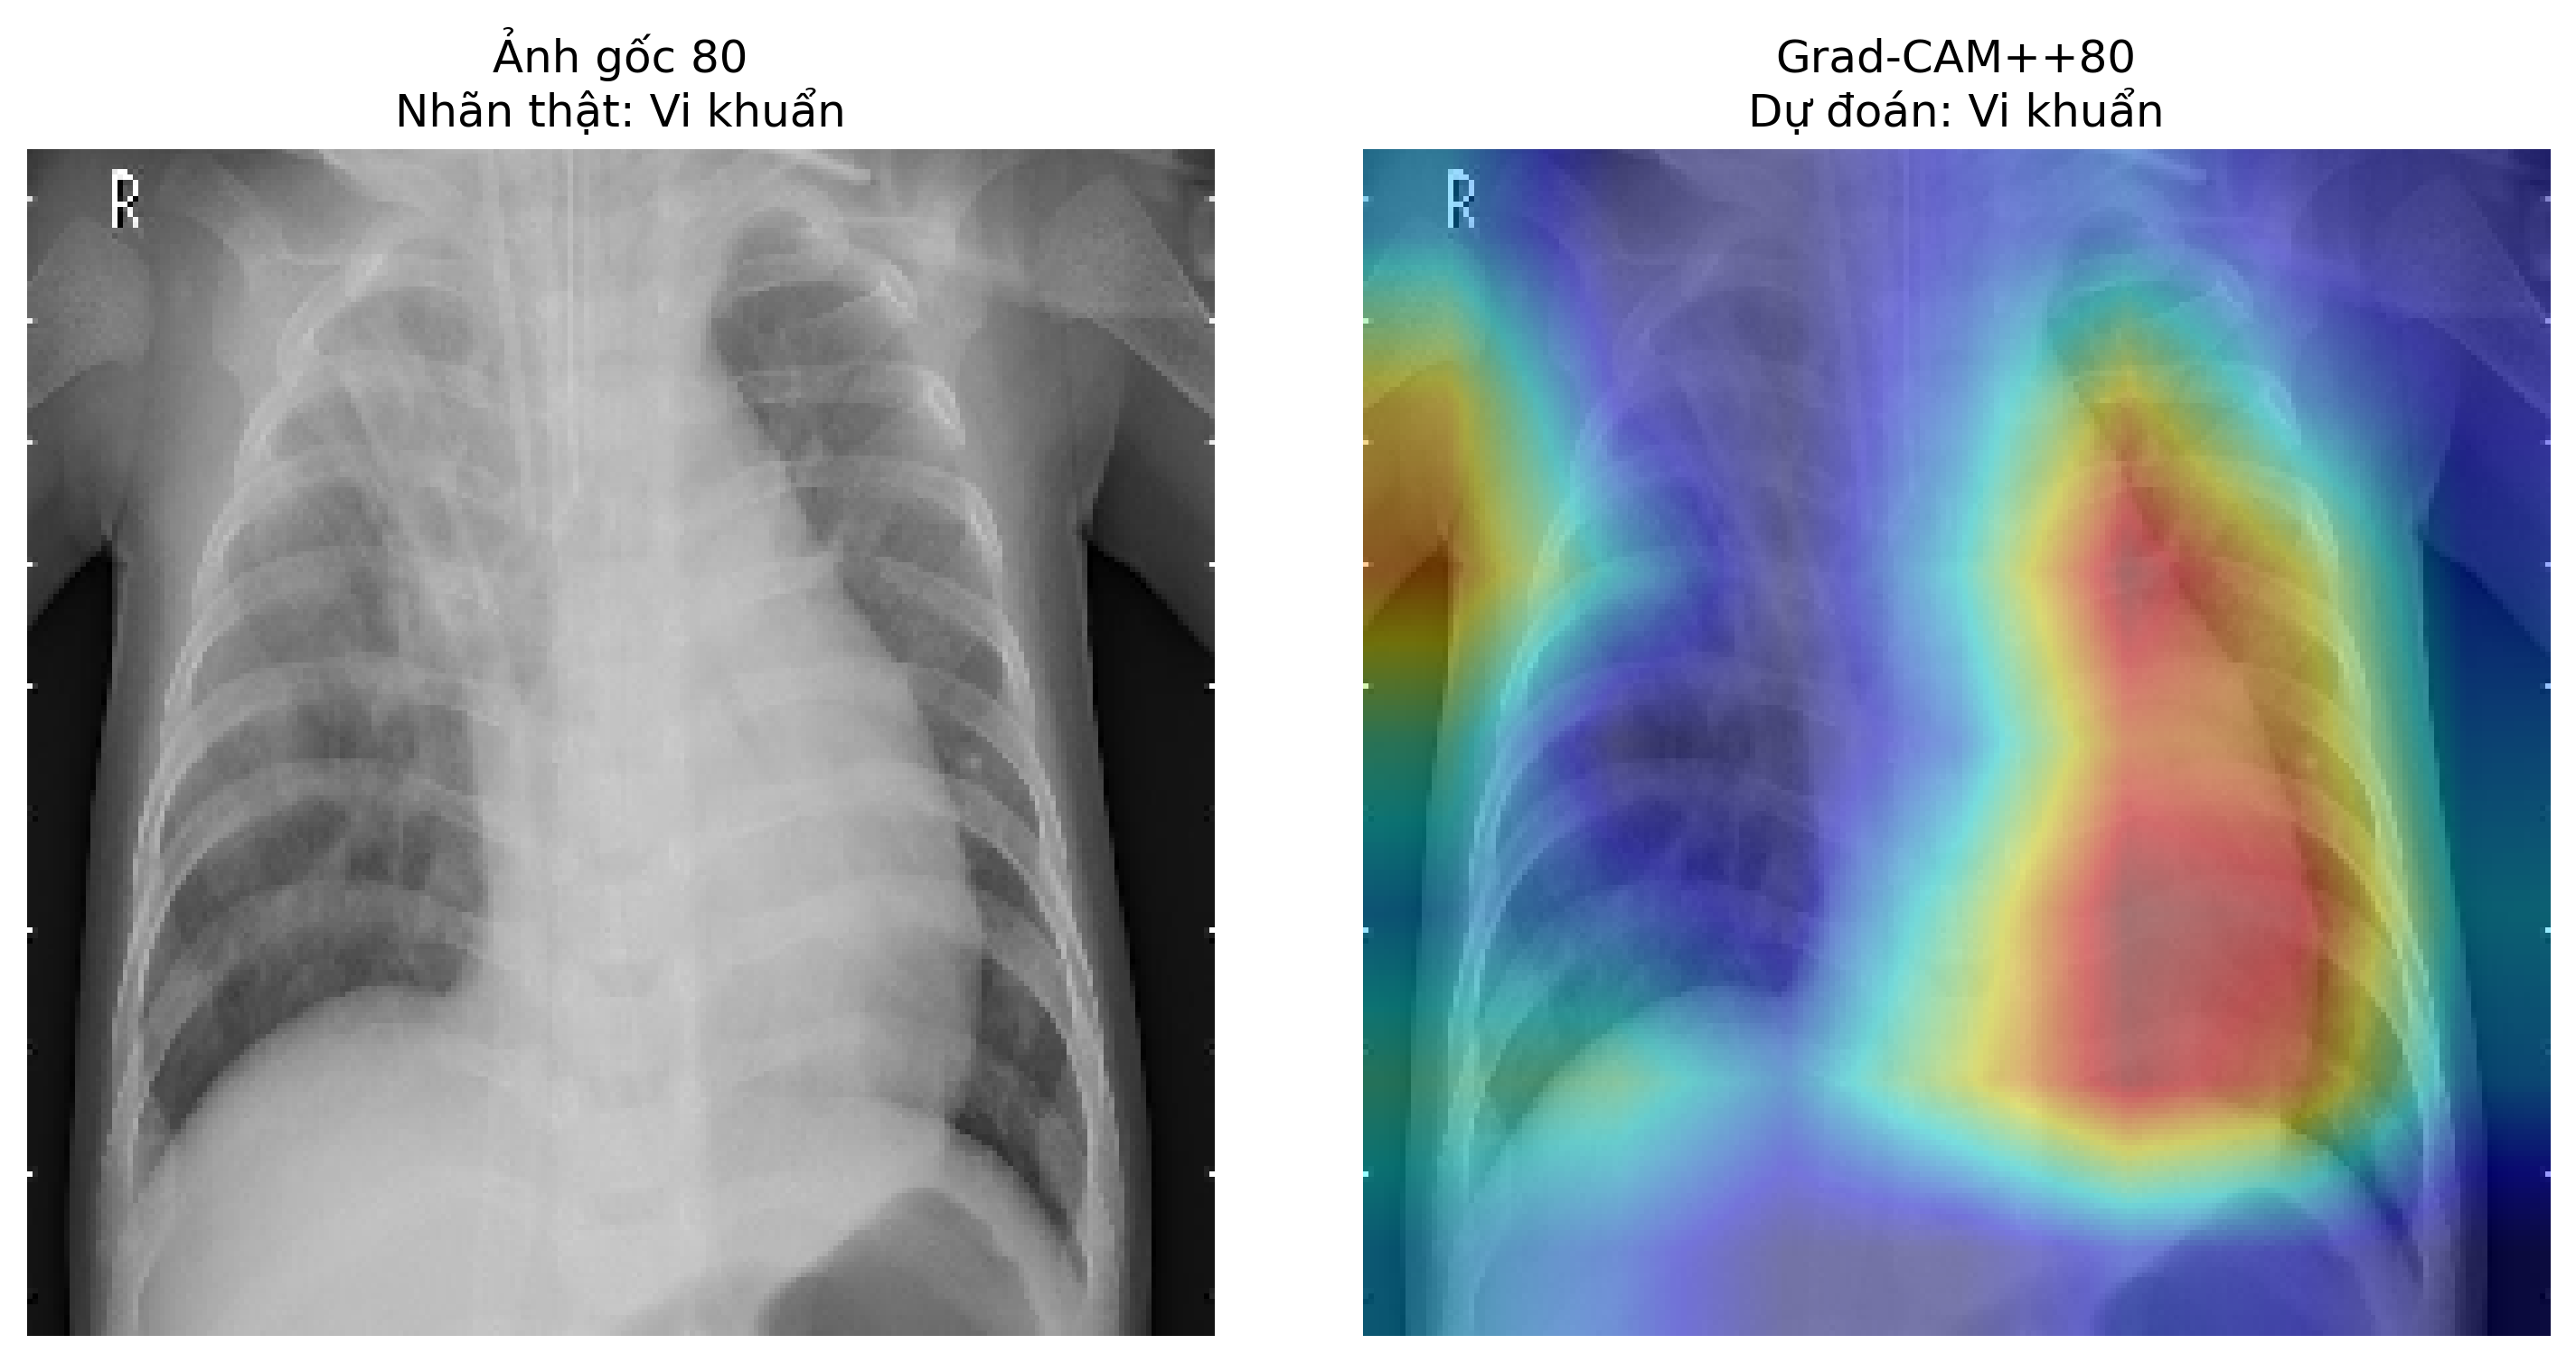 Ảnh gốc 80
Nhãn thật: Vi khuẩn
R
Grad-CAM++80
Dự đoán: Vi khuẩn
R